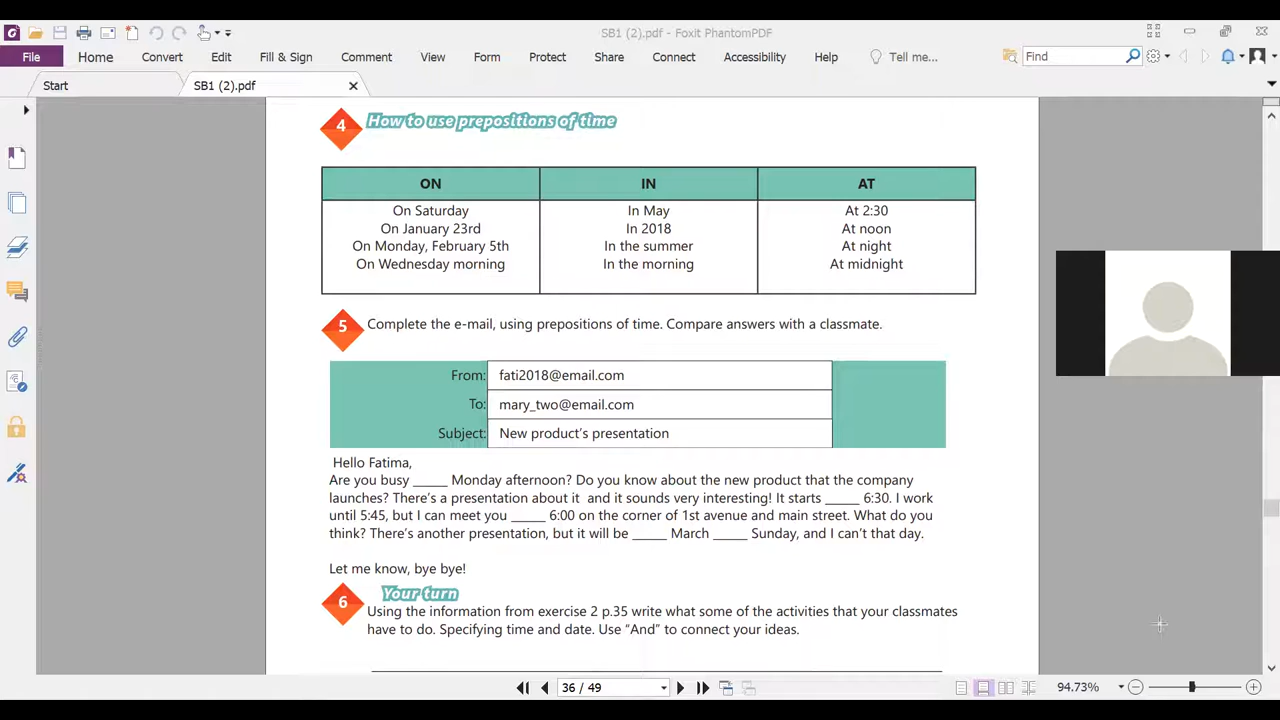 SB1 (2).pdf - Foxit PhantomPDF
File Home Convert Edit Fill & Sign Comment View Form Protect Share Connect Accessibility Help Tell me... Find
Start SB1 (2).pdf
4 How to use prepositions of time
ON IN AT
On Saturday In May At 2:30
On January 23rd In 2018 At noon
On Monday, February 5th In the summer At night
On Wednesday morning In the morning At midnight
5 Complete the e-mail, using prepositions of time. Compare answers with a classmate.
From: fati2018@email.com
To: mary_two@email.com
Subject: New product's presentation
Hello Fatima,
Are you busy _____ Monday afternoon? Do you know about the new product that the company
launches? There's a presentation about it and it sounds very interesting! It starts _____ 6:30. I work
until 5:45, but I can meet you _____ 6:00 on the corner of 1st avenue and main street. What do you
think? There's another presentation, but it will be _____ March _____ Sunday, and I can't that day.
Let me know, bye bye!
6 Your turn
Using the information from exercise 2 p.35 write what some of the activities that your classmates
have to do. Specifying time and date. Use “And” to connect your ideas.
36 / 49 94.73%